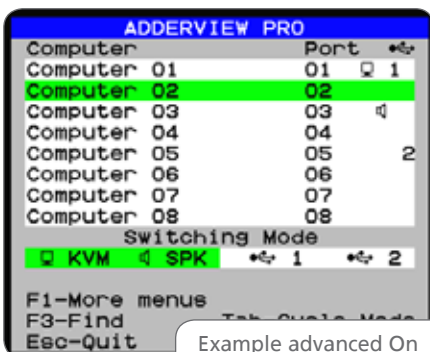 ADDERVIEW PRO
Computer Port
Computer 01 01 1
Computer 02 02
Computer 03 03
Computer 04 04
Computer 05 05 2
Computer 06 06
Computer 07 07
Computer 08 08
Switching Mode
KVM SPK 1 2
F1-More menus
F3-Find
Esc-Quit
Example advanced On